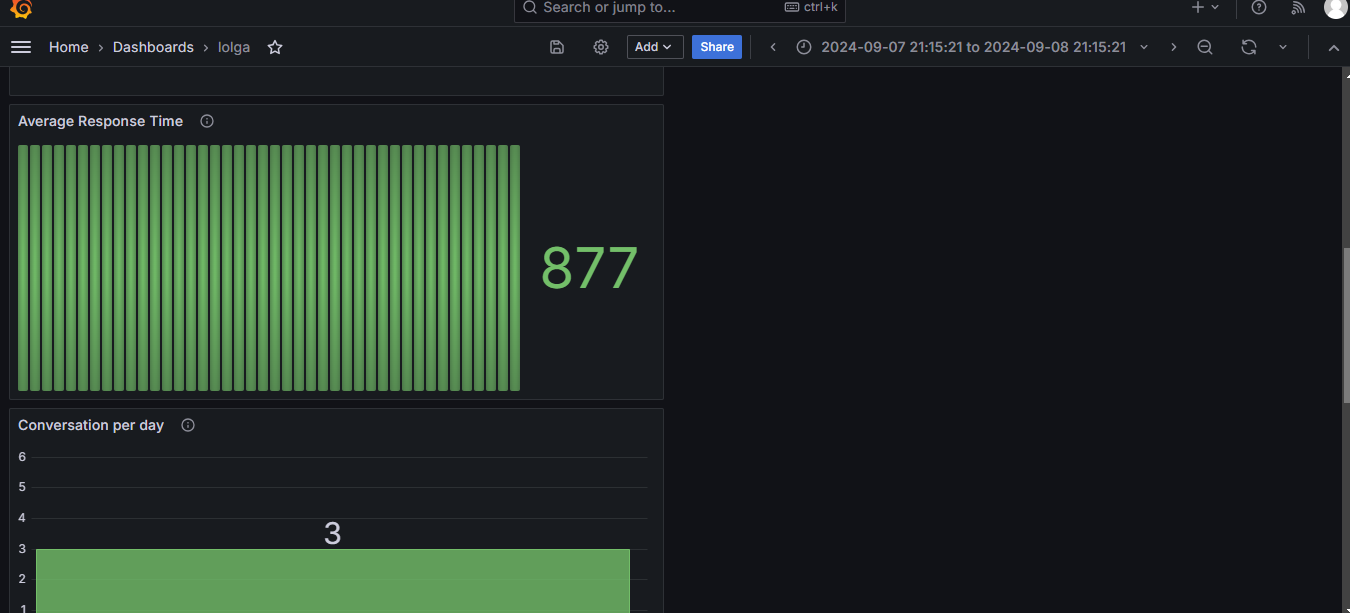 Search or jump to... ctrl+k
Home › Dashboards › lolga
Add
Share
2024-09-07 21:15:21 to 2024-09-08 21:15:21
Average Response Time
877
Conversation per day
6
5
4
3
3
2
1